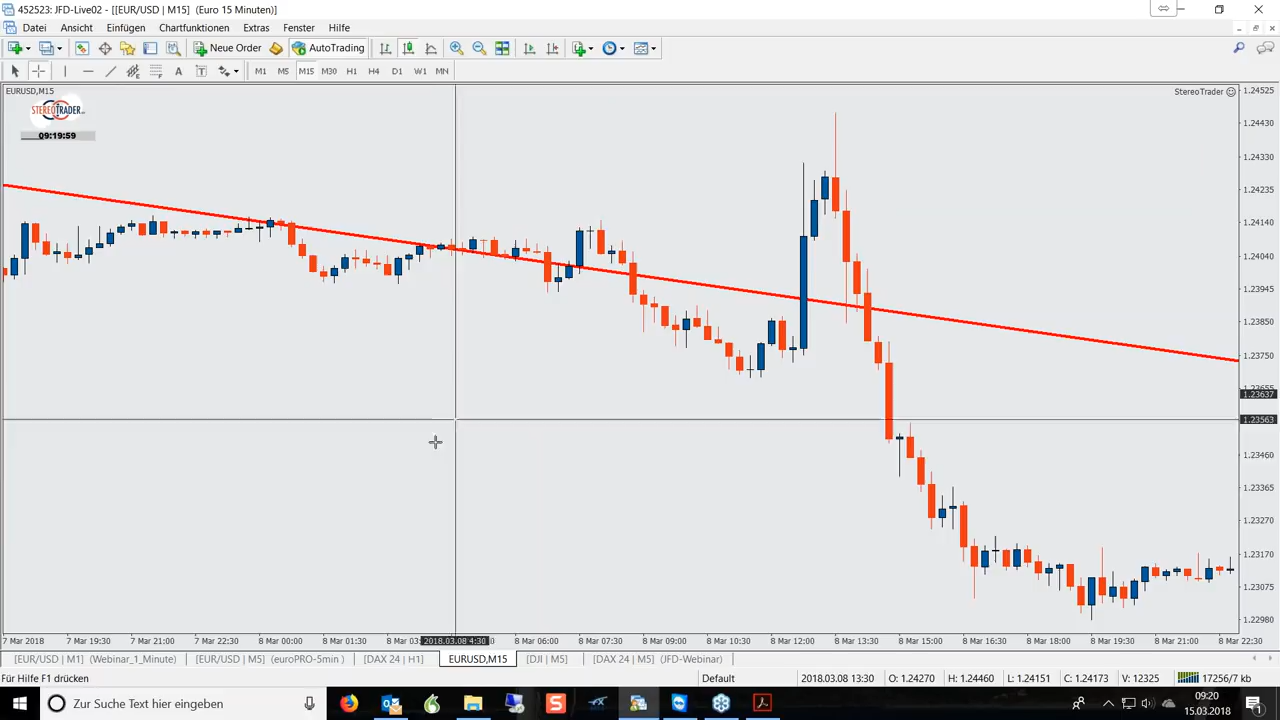 452523: JFD-Live02 - [[EUR/USD | M15] (Euro 15 Minuten)]
Datei Ansicht Einfügen Chartfunktionen Extras Fenster Hilfe
Neue Order AutoTrading
A T M1 M5 M15 M30 H1 H4 D1 W1 MN
EURUSD,M15 StereoTrader
STEREOTRADER
09:19:59
1.24525
1.24430
1.24330
1.24235
1.24140
1.24040
1.23945
1.23850
1.23750
1.23655
1.23637
1.23563
1.23460
1.23365
1.23270
1.23170
1.23075
1.22980
7 Mar 2018 7 Mar 19:30 7 Mar 21:00 7 Mar 22:30 8 Mar 00:00 8 Mar 01:30 8 Mar 03: 2018.03.08 4:30 8 Mar 06:00 8 Mar 07:30 8 Mar 09:00 8 Mar 10:30 8 Mar 12:00 8 Mar 13:30 8 Mar 15:00 8 Mar 16:30 8 Mar 18:00 8 Mar 19:30 8 Mar 21:00 8 Mar 22:30
[EUR/USD | M1] (Webinar_1_Minute) [EUR/USD | M5] (euroPRO-5min ) [DAX 24 | H1] EURUSD,M15 [DJI | M5] [DAX 24 | M5] (JFD-Webinar)
Für Hilfe F1 drücken Default 2018.03.08 13:30 O: 1.24270 H: 1.24460 L: 1.24151 C: 1.24173 V: 12325 17256/7 kb
Zur Suche Text hier eingeben 09:20
15.03.2018